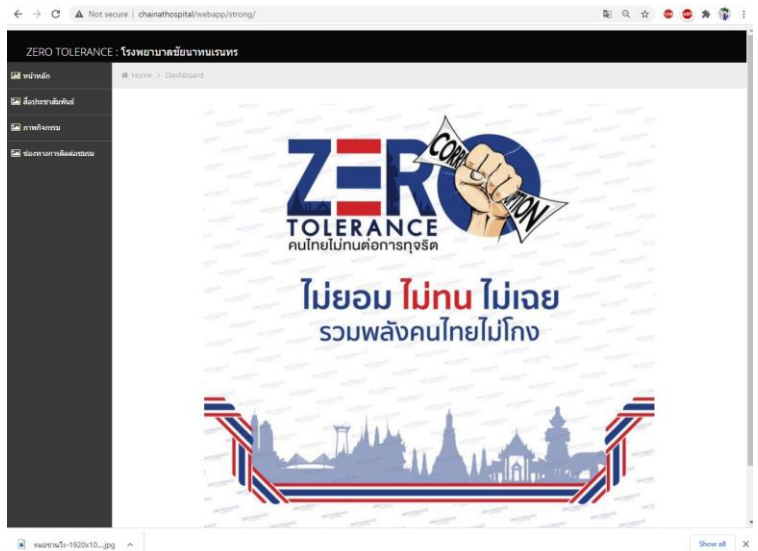 Not secure | chainathospital/webapp/strong/
ZERO TOLERANCE : โรงพยาบาลชัยนาทนเรนทร
หน้าหลัก
Home > Dashboard
สื่อประชาสัมพันธ์
ภาพกิจกรรม
ช่องทางการติดต่อชมรม
ZERO
CORRUPTION
TOLERANCE
คนไทยไม่ทนต่อการทุจริต
ไม่ยอม ไม่ทน ไม่เฉย
รวมพลังคนไทยไม่โกง
Show all